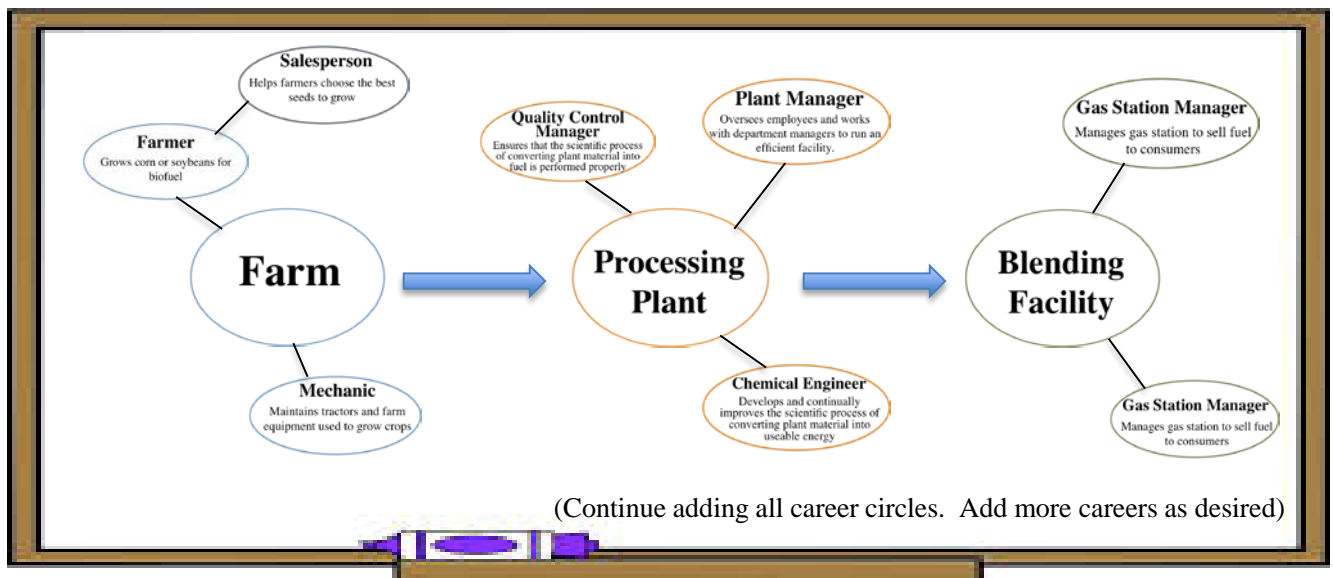 Salesperson
Helps farmers choose the best
seeds to grow
Farmer
Grows corn or soybeans for
biofuel
Farm
Mechanic
Maintains tractors and farm
equipment used to grow crops
Quality Control
Manager
Ensures that the scientific process
of converting plant material into
fuel is performed properly
Plant Manager
Oversees employees and works
with department managers to run an
efficient facility.
Processing
Plant
Chemical Engineer
Develops and continually
improves the scientific process of
converting plant material into
useable energy
Gas Station Manager
Manages gas station to sell fuel
to consumers
Blending
Facility
Gas Station Manager
Manages gas station to sell fuel
to consumers
(Continue adding all career circles. Add more careers as desired)